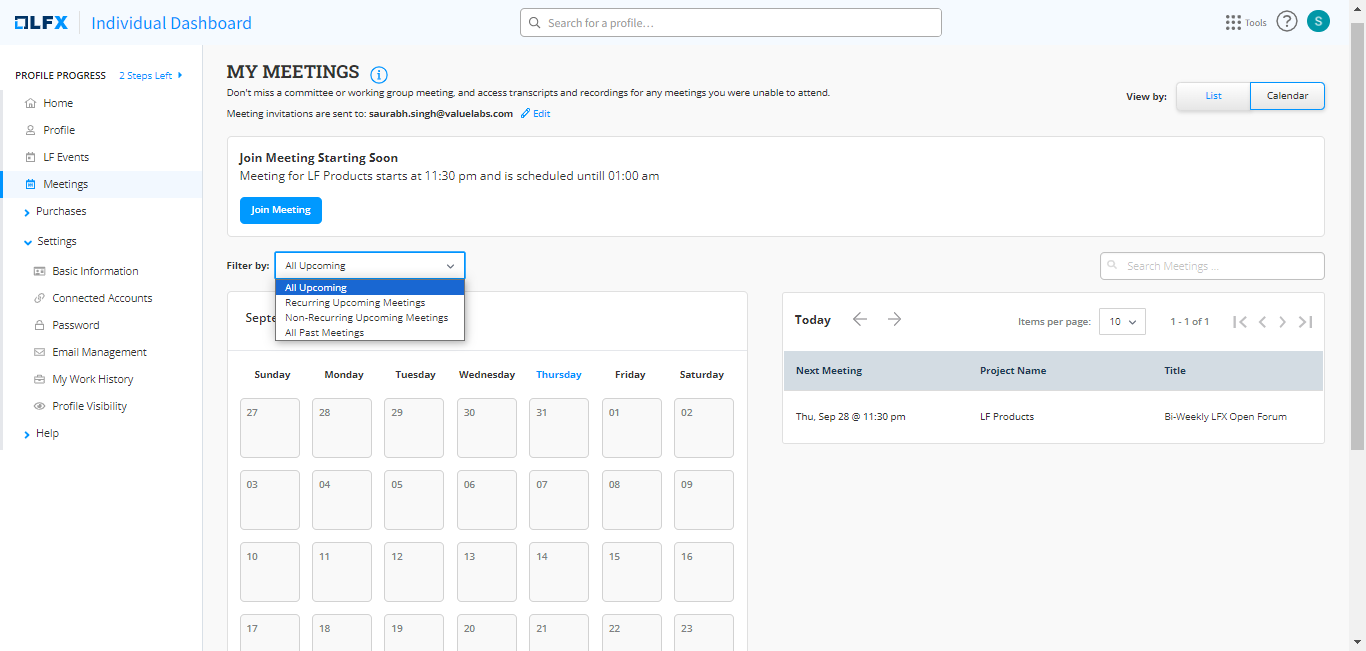 LFX Individual Dashboard
Search for a profile...
Tools ? S
PROFILE PROGRESS 2 Steps Left
Home
Profile
LF Events
Meetings
Purchases
Settings
Basic Information
Connected Accounts
Password
Email Management
My Work History
Profile Visibility
Help
MY MEETINGS i
Don't miss a committee or working group meeting, and access transcripts and recordings for any meetings you were unable to attend.
Meeting invitations are sent to: saurabh.singh@valuelabs.com Edit
View by: List Calendar
Join Meeting Starting Soon
Meeting for LF Products starts at 11:30 pm and is scheduled untill 01:00 am
Join Meeting
Filter by: All Upcoming
Search Meetings ...
All Upcoming
Recurring Upcoming Meetings
Non-Recurring Upcoming Meetings
All Past Meetings
Sunday Monday Tuesday Wednesday Thursday Friday Saturday
27 28 29 30 31 01 02
03 04 05 06 07 08 09
10 11 12 13 14 15 16
17 18 19 20 21 22 23
Today Items per page: 10 1 - 1 of 1
Next Meeting Project Name Title
Thu, Sep 28 @ 11:30 pm LF Products Bi-Weekly LFX Open Forum